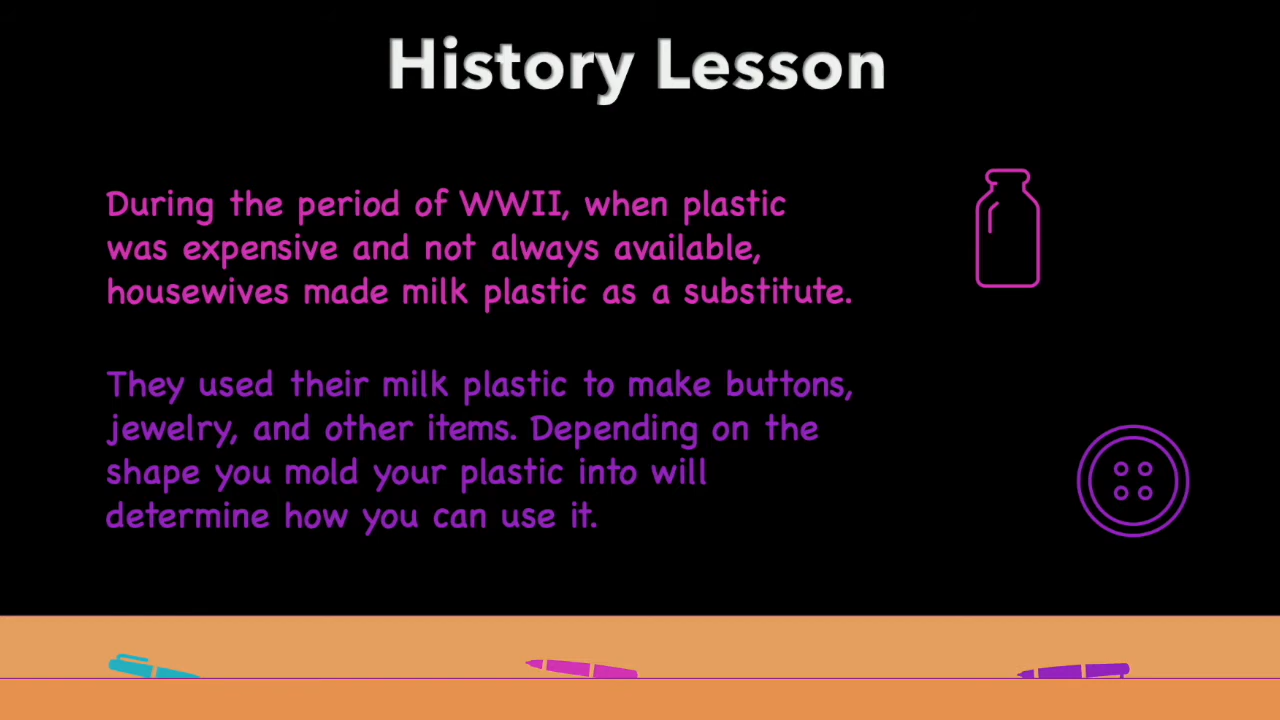 History Lesson
During the period of WWII, when plastic
was expensive and not always available,
housewives made milk plastic as a substitute.
They used their milk plastic to make buttons,
jewelry, and other items. Depending on the
shape you mold your plastic into will
determine how you can use it.